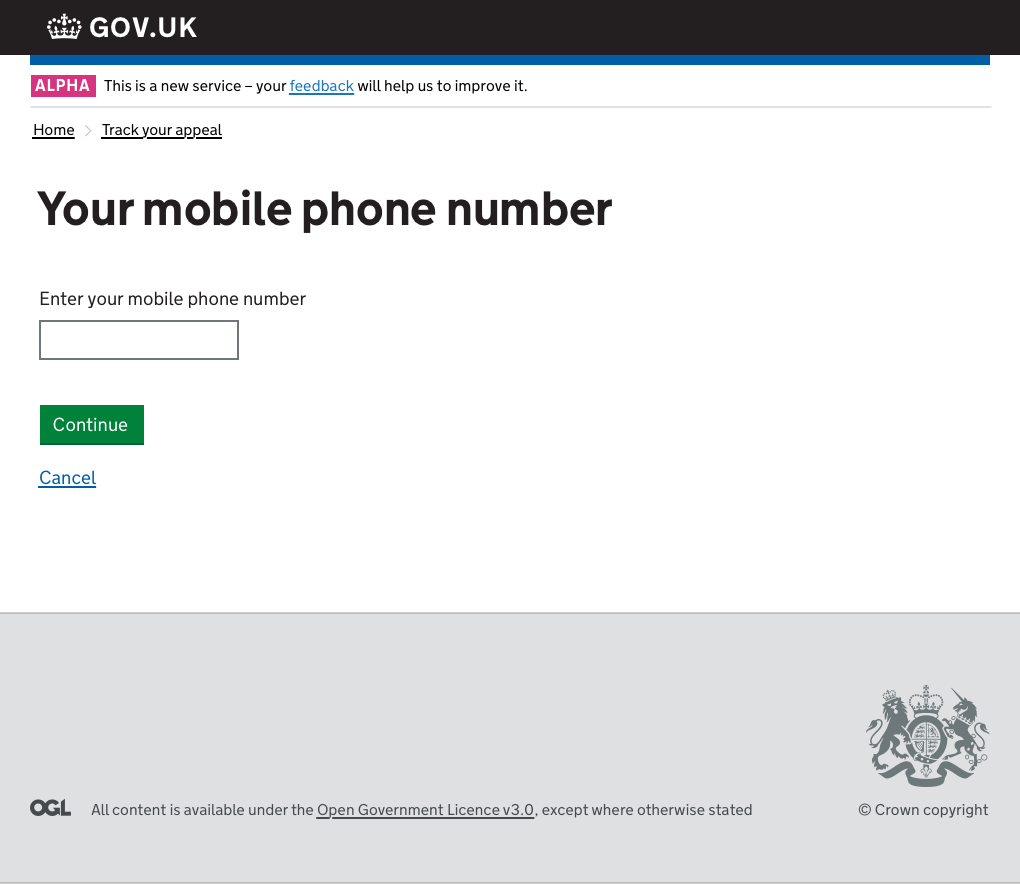 GOV.UK
ALPHA This is a new service – your feedback will help us to improve it.
Home Track your appeal
Your mobile phone number
Enter your mobile phone number
Continue
Cancel
OGL All content is available under the Open Government Licence v3.0, except where otherwise stated
© Crown copyright